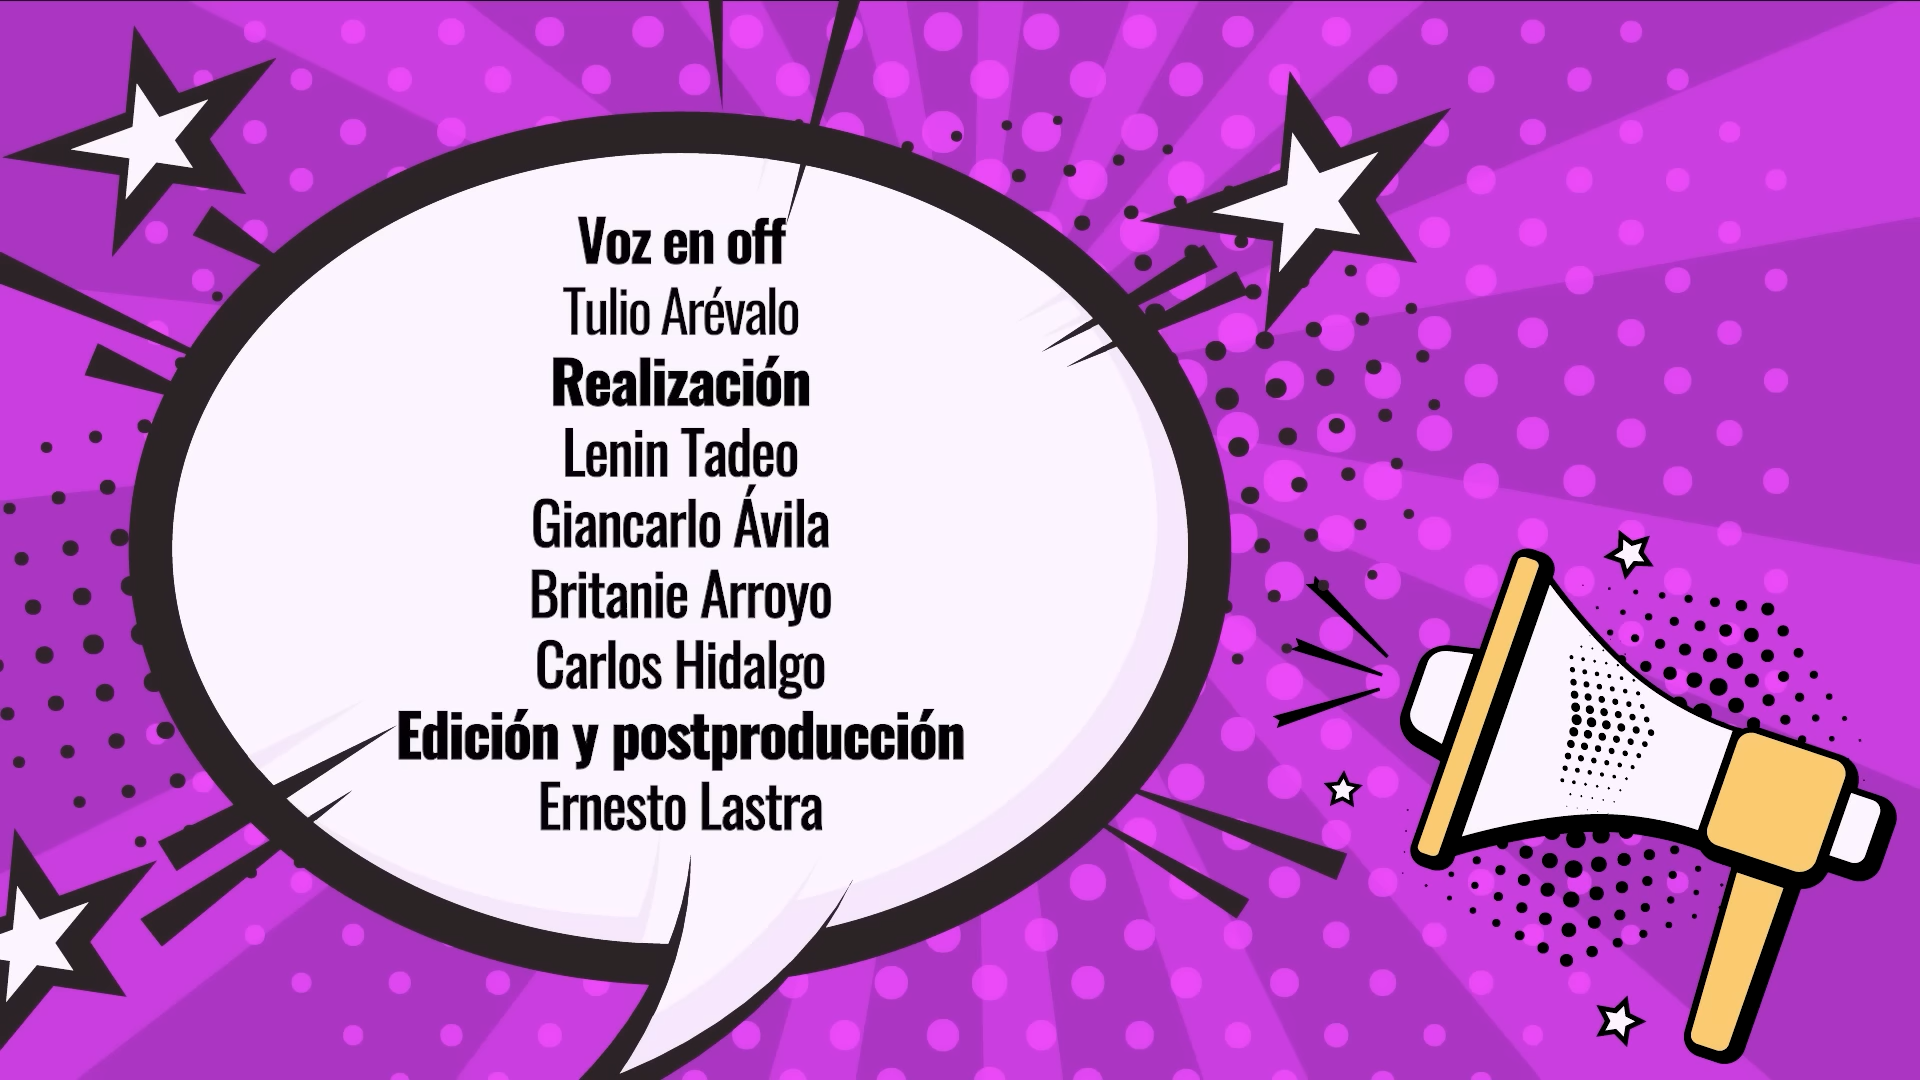 Voz en off
Tulio Arévalo
Realización
Lenin Tadeo
Giancarlo Ávila
Britanie Arroyo
Carlos Hidalgo
Edición y postproducción
Ernesto Lastra